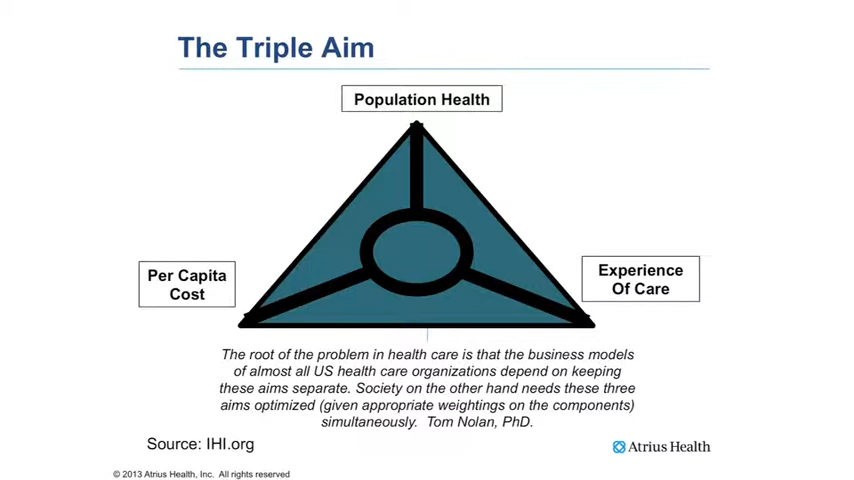 The Triple Aim
Population Health
Per Capita
Cost
Experience
Of Care
The root of the problem in health care is that the business models
of almost all US health care organizations depend on keeping
these aims separate. Society on the other hand needs these three
aims optimized (given appropriate weightings on the components)
simultaneously. Tom Nolan, PhD.
Source: IHI.org
Atrius Health
© 2013 Atrius Health, Inc. All rights reserved